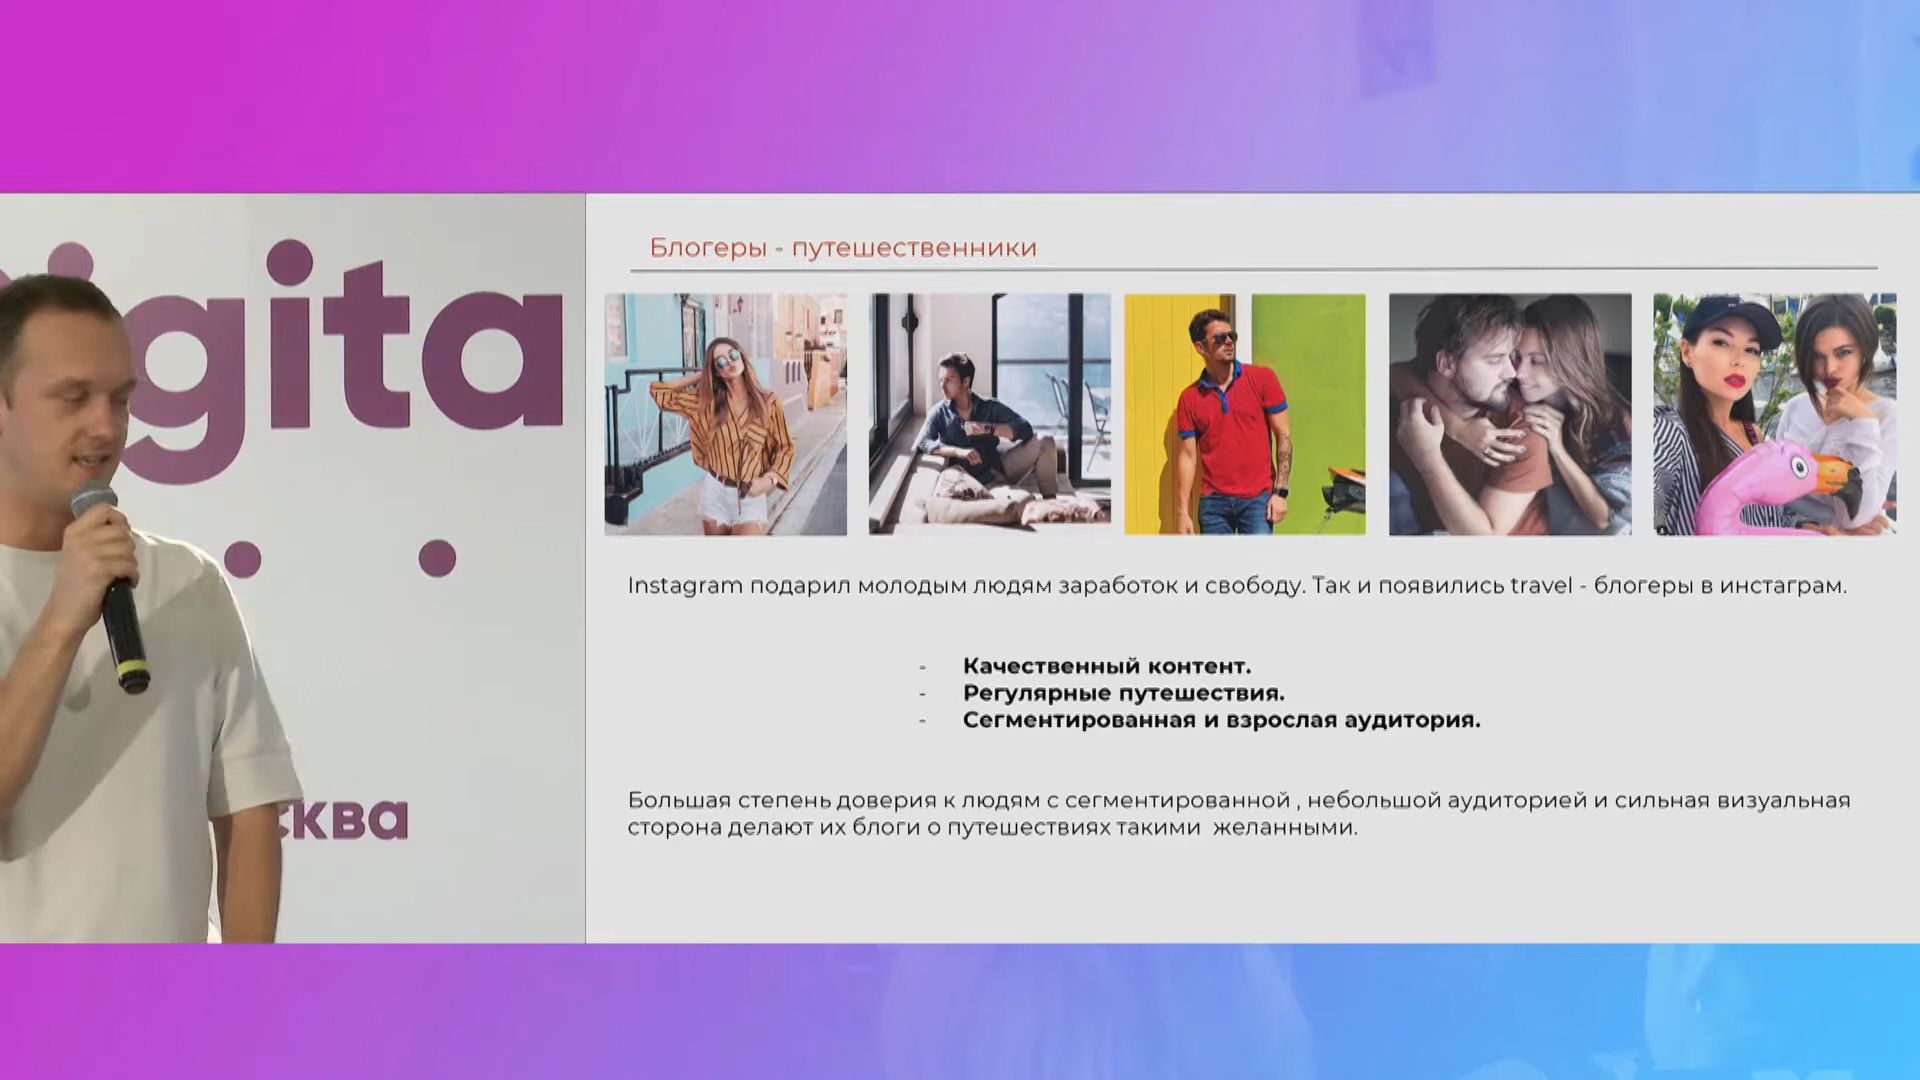 gita
сква
Блогеры - путешественники
Instagram подарил молодым людям заработок и свободу. Так и появились travel - блогеры в инстаграм.
- Качественный контент.
- Регулярные путешествия.
- Сегментированная и взрослая аудитория.
Большая степень доверия к людям с сегментированной , небольшой аудиторией и сильная визуальная
сторона делают их блоги о путешествиях такими желанными.